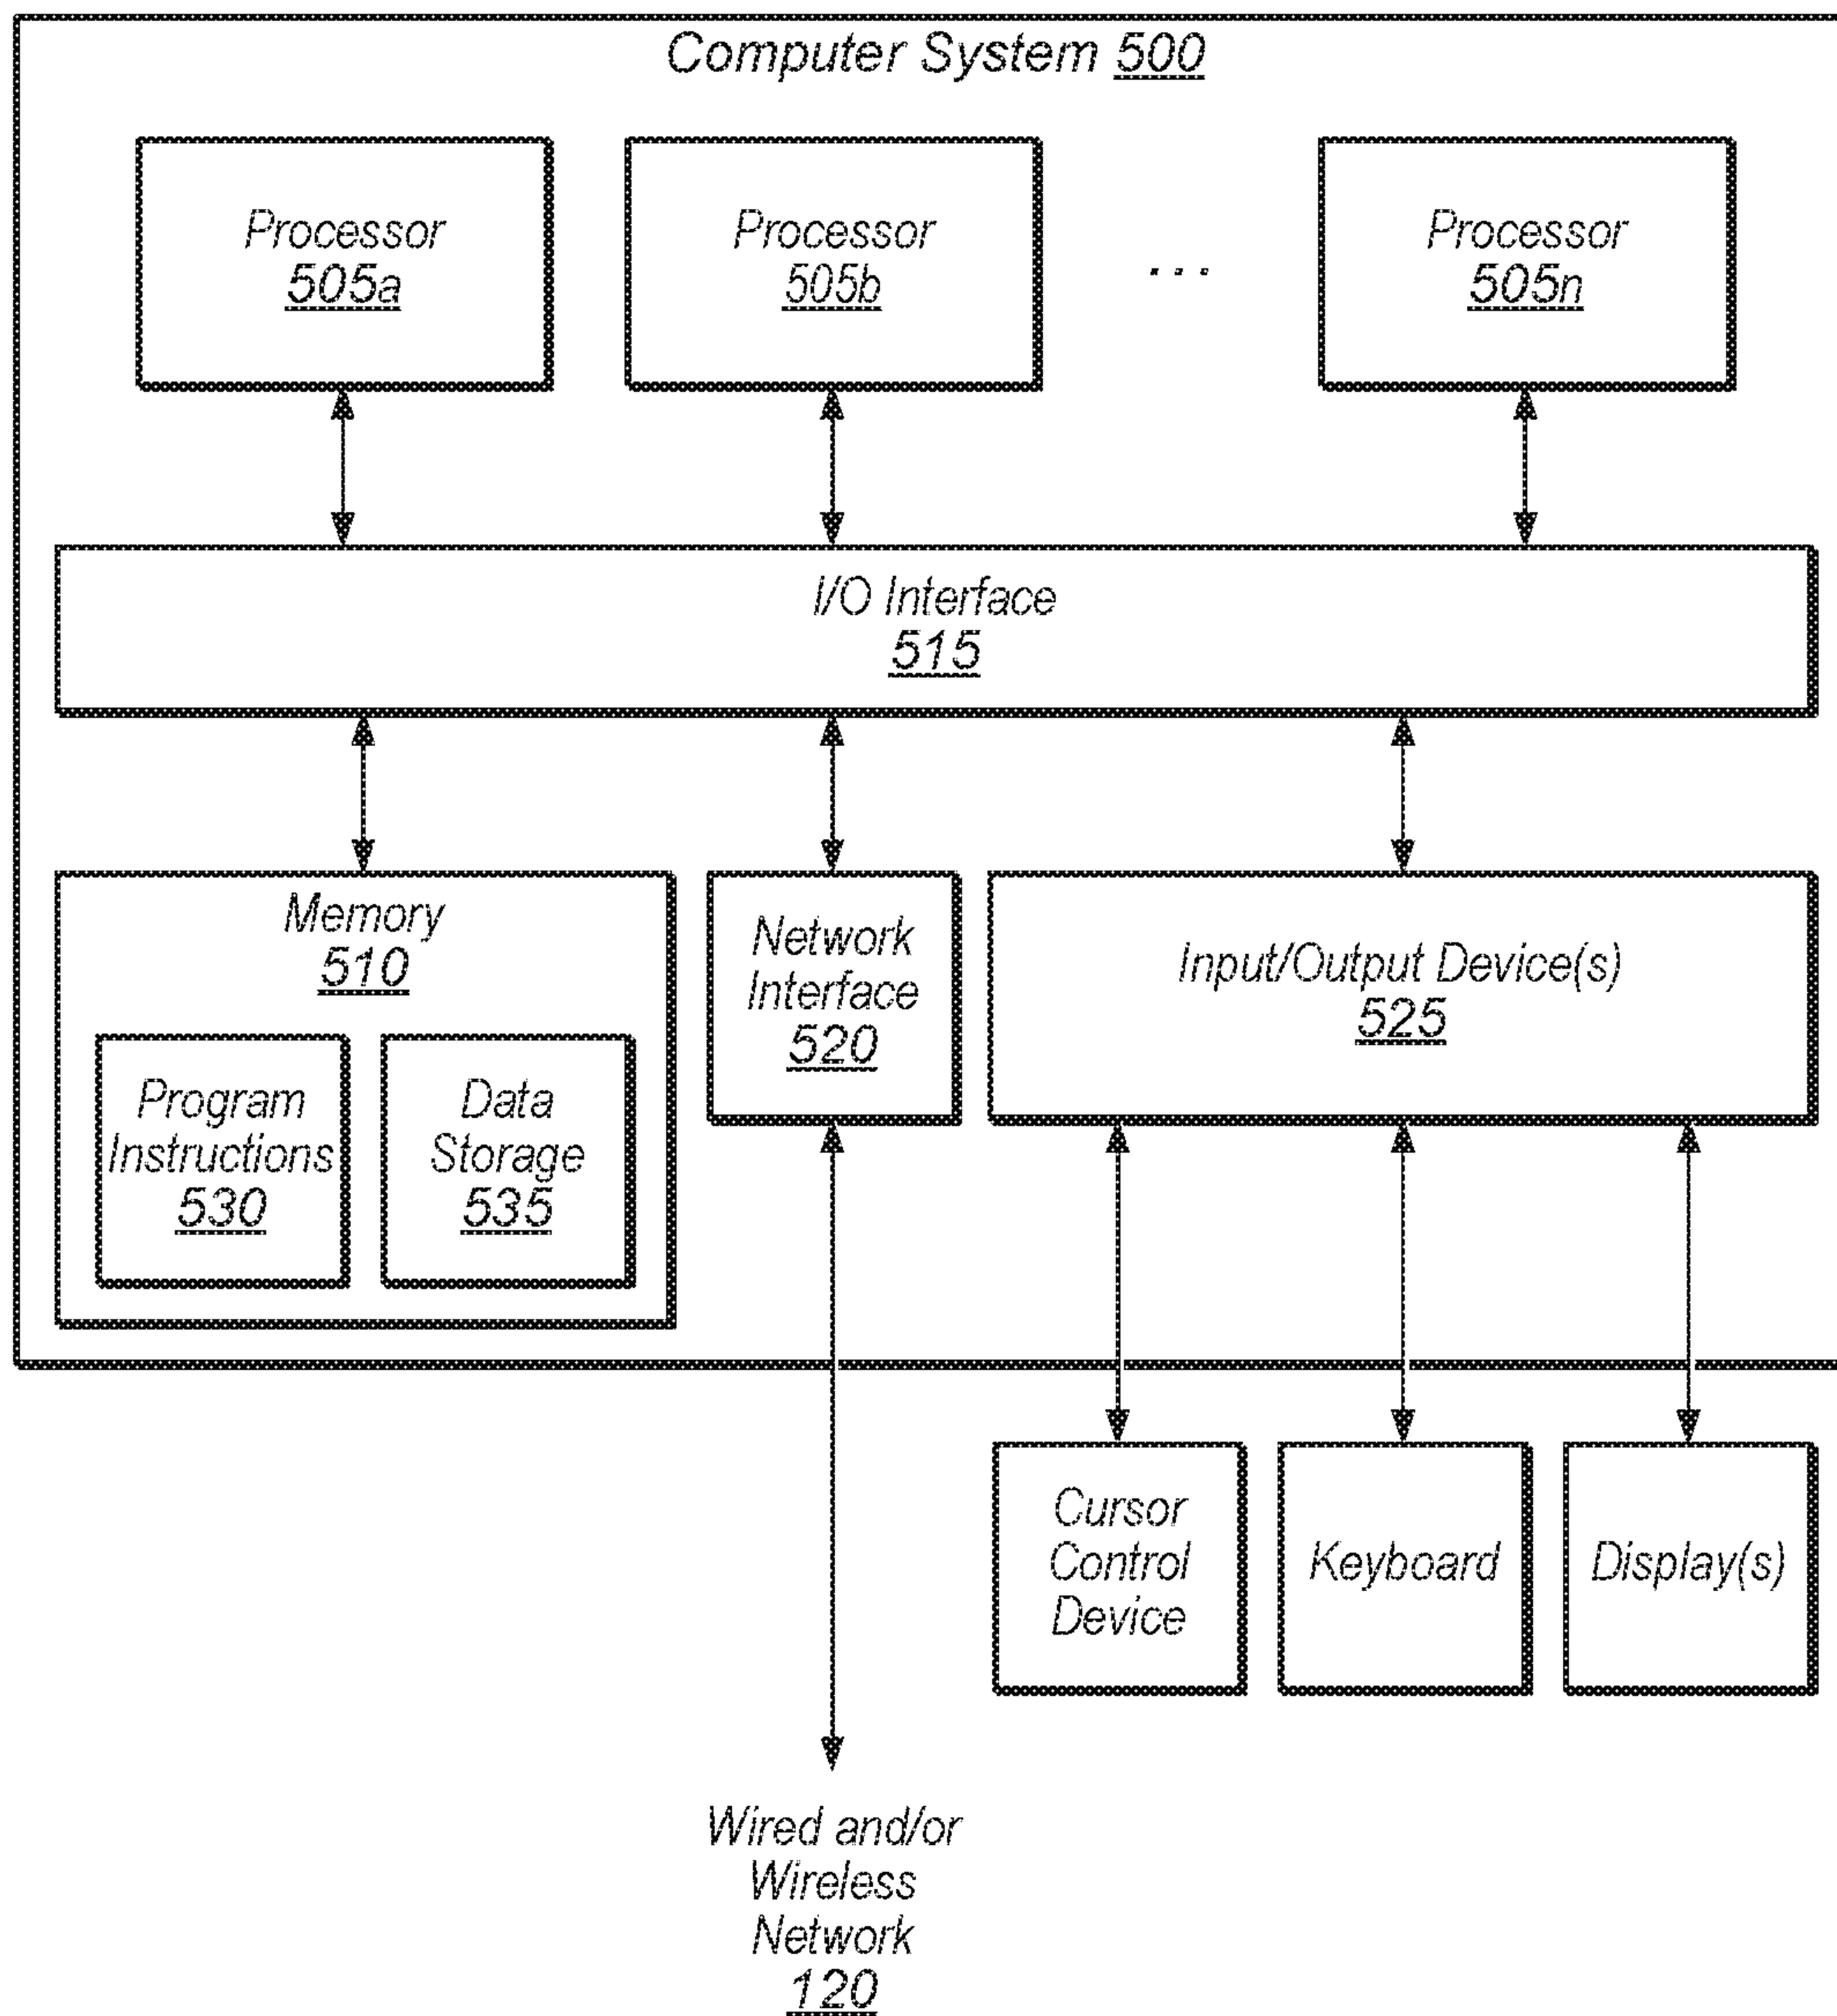 Computer System 500
Processor
505a
Processor
505b
...
Processor
505n
I/O Interface
515
Memory
510
Program
Instructions
530
Data
Storage
535
Network
Interface
520
Input/Output Device(s)
525
Cursor
Control
Device
Keyboard
Display(s)
Wired and/or
Wireless
Network
120